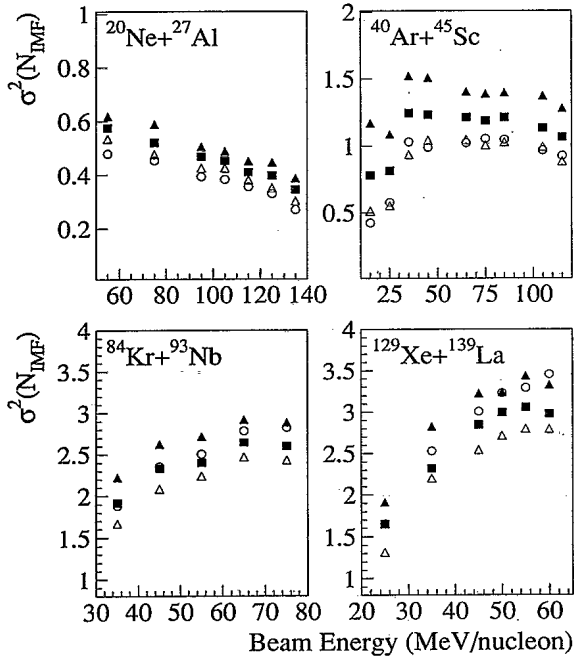 ²⁰Ne+²⁷Al
σ²(N_IMF)
1
0.8
0.6
0.4
0.2
60 80 100 120 140
⁴⁰Ar+⁴⁵Sc
2
1.5
1
0.5
25 50 75 100
⁸⁴Kr+⁹³Nb
σ²(N_IMF)
4
3.5
3
2.5
2
1.5
1
30 40 50 60 70 80
¹²⁹Xe+¹³⁹La
4
3.5
3
2.5
2
1.5
1
20 30 40 50 60
Beam Energy (MeV/nucleon)